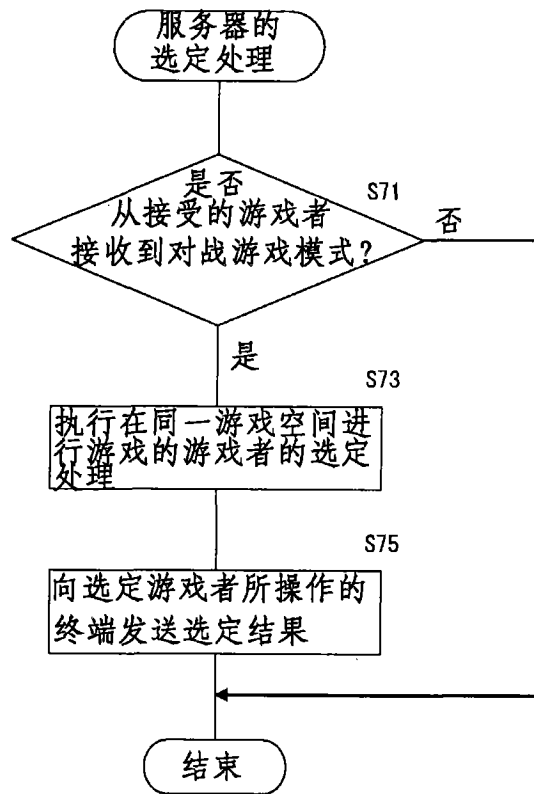 服务器的
选定处理
是否
S71
从接受的游戏者
否
接收到对战游戏模式?
是
S73
执行在同一游戏空间进
行游戏的游戏者的选定
处理
S75
向选定游戏者所操作的
终端发送选定结果
结束